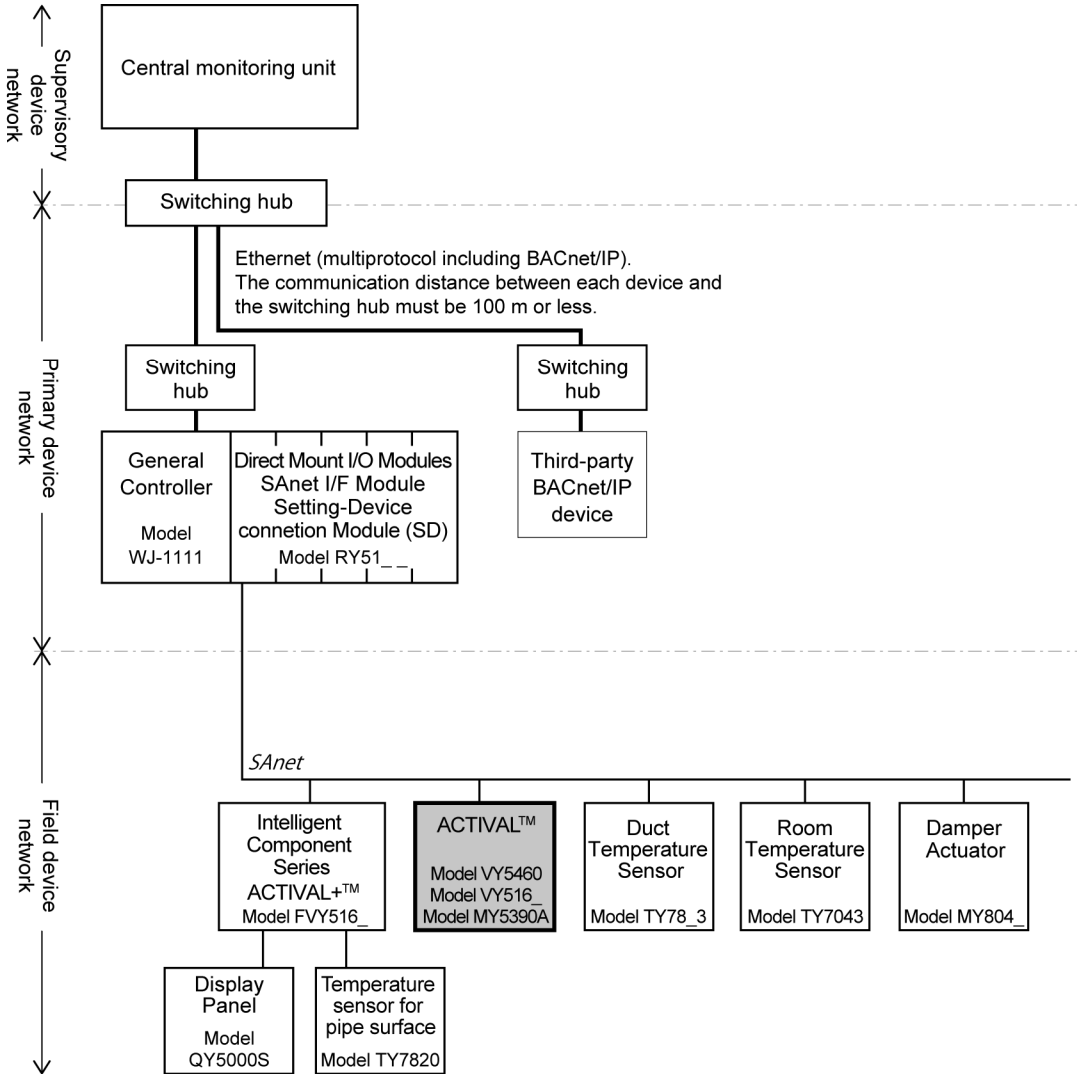 Supervisory
device
network
Central monitoring unit
Switching hub
Primary device
network
Ethernet (multiprotocol including BACnet/IP).
The communication distance between each device and
the switching hub must be 100 m or less.
Switching
hub
Switching
hub
General
Controller
Model
WJ-1111
Direct Mount I/O Modules
SAnet I/F Module
Setting-Device
connetion Module (SD)
Model RY51_ _
Third-party
BACnet/IP
device
Field device
network
SAnet
Intelligent
Component
Series
ACTIVAL+™
Model FVY516_
ACTIVAL™
Model VY5460
Model VY516_
Model MY5390A
Duct
Temperature
Sensor
Model TY78_3
Room
Temperature
Sensor
Model TY7043
Damper
Actuator
Model MY804_
Display
Panel
Model
QY5000S
Temperature
sensor for
pipe surface
Model TY7820